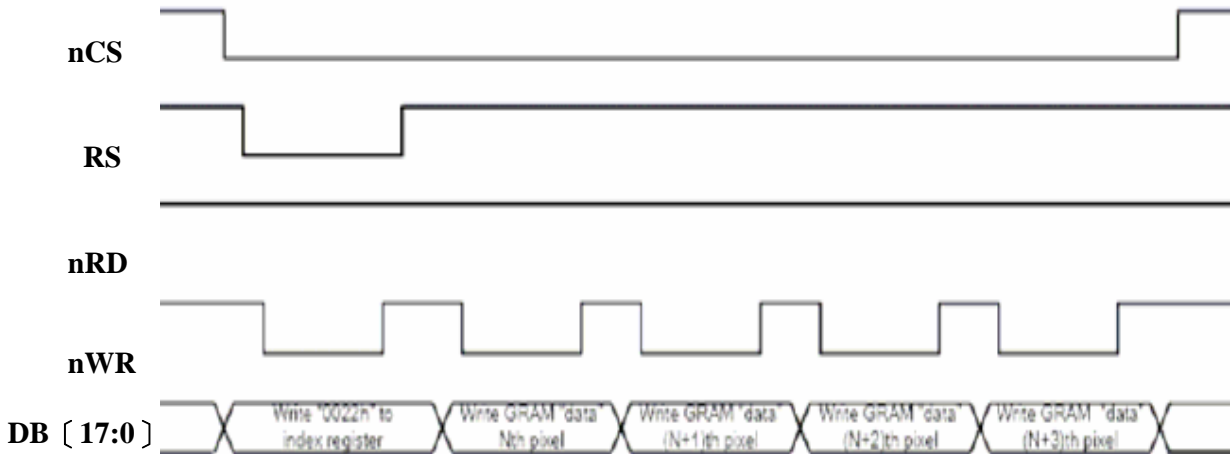 nCS
RS
nRD
nWR
DB〔17:0〕
Write "0022h" to
index register
Write GRAM "data"
Nth pixel
Write GRAM "data"
(N+1)th pixel
Write GRAM "data"
(N+2)th pixel
Write GRAM "data"
(N+3)th pixel